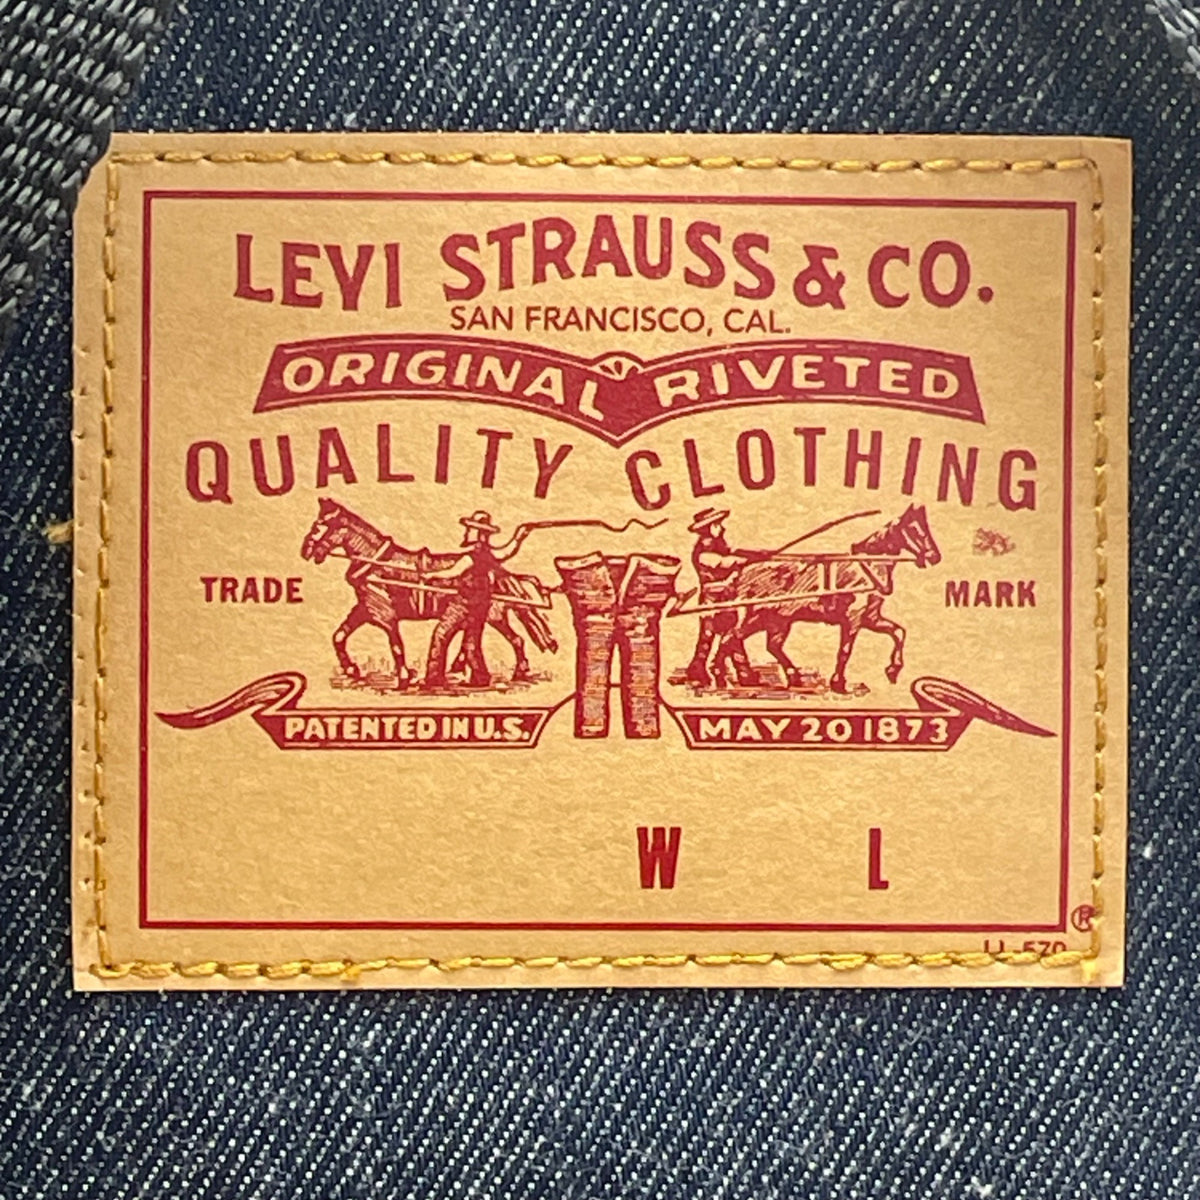 LEVI STRAUSS & CO.
SAN FRANCISCO, CAL.
ORIGINAL RIVETED
QUALITY CLOTHING
TRADE MARK
PATENTED IN U.S. MAY 20 1873
W L
®